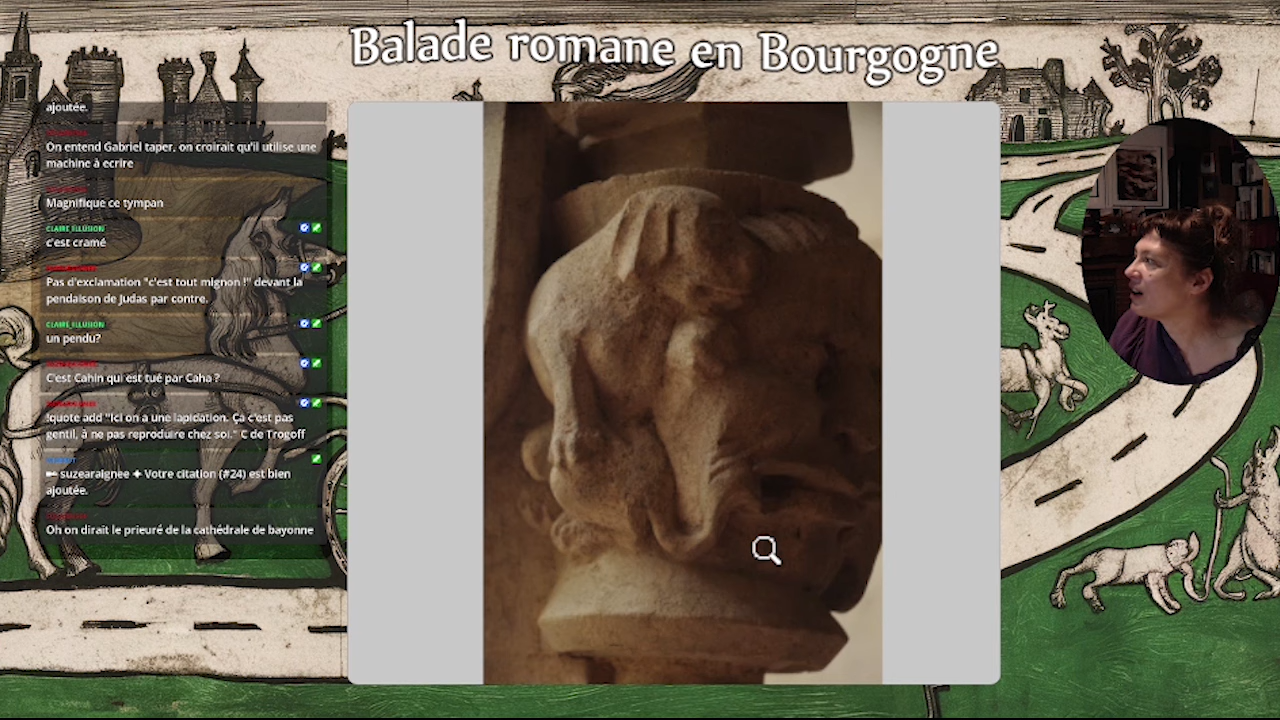 Balade romane en Bourgogne
ajoutée.
On entend Gabriel taper, on croirait qu'il utilise une
machine à ecrire
Magnifique ce tympan
CLAIRE_ILLUSION
c'est cramé
Pas d'exclamation "c'est tout mignon !" devant la
pendaison de Judas par contre.
CLAIRE_ILLUSION
un pendu?
C'est Cahin qui est tué par Caha ?
!quote add "Ici on a une lapidation. Ça c'est pas
gentil, à ne pas reproduire chez soi." C de Trogoff
suzearaignee ✦ Votre citation (#24) est bien
ajoutée.
Oh on dirait le prieuré de la cathédrale de bayonne